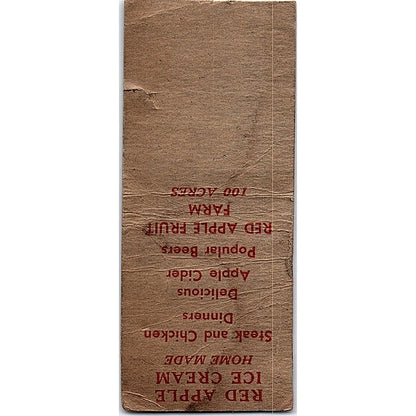 RED APPLE
ICE CREAM
HOME MADE
Steak and Chicken
Dinners
Delicious
Apple Cider
Popular Beers
RED APPLE FRUIT
FARM
100 ACRES